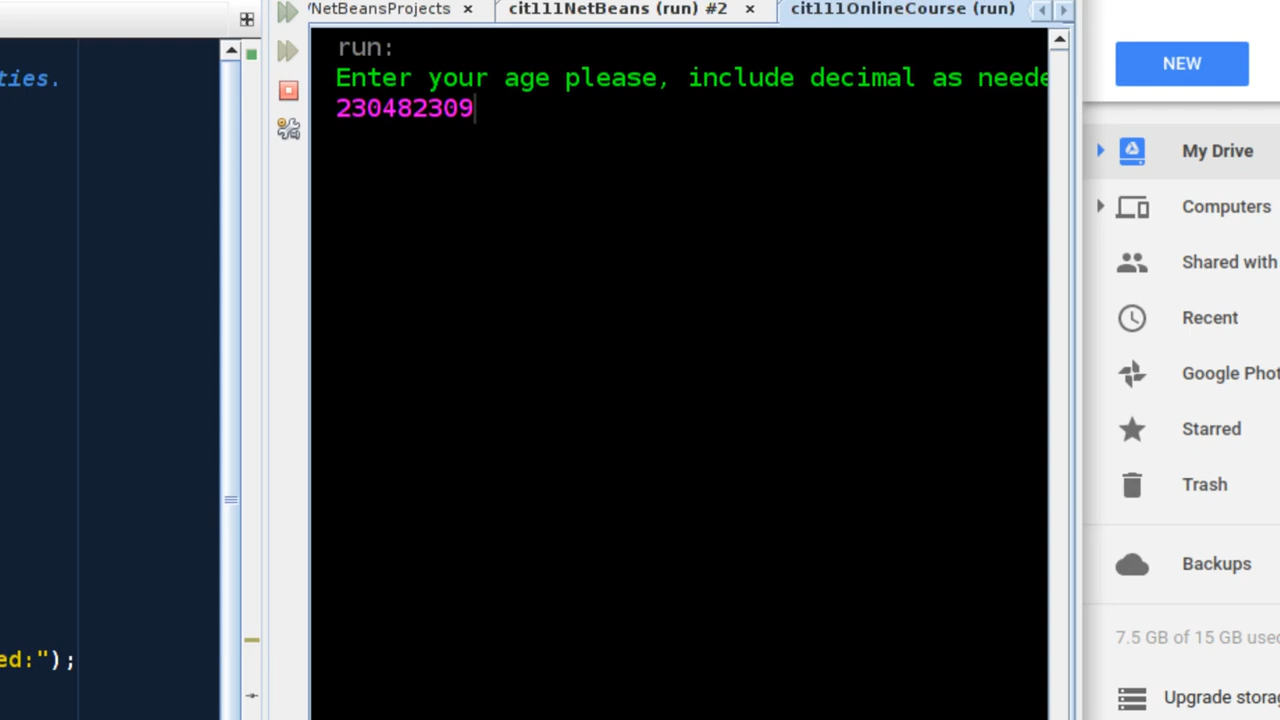 /NetBeansProjects ×
cit111NetBeans (run) #2 ×
cit111OnlineCourse (run)
run:
Enter your age please, include decimal as neede
230482309
ties.
ed:");
NEW
My Drive
Computers
Shared with
Recent
Google Phot
Starred
Trash
Backups
7.5 GB of 15 GB used
Upgrade storag